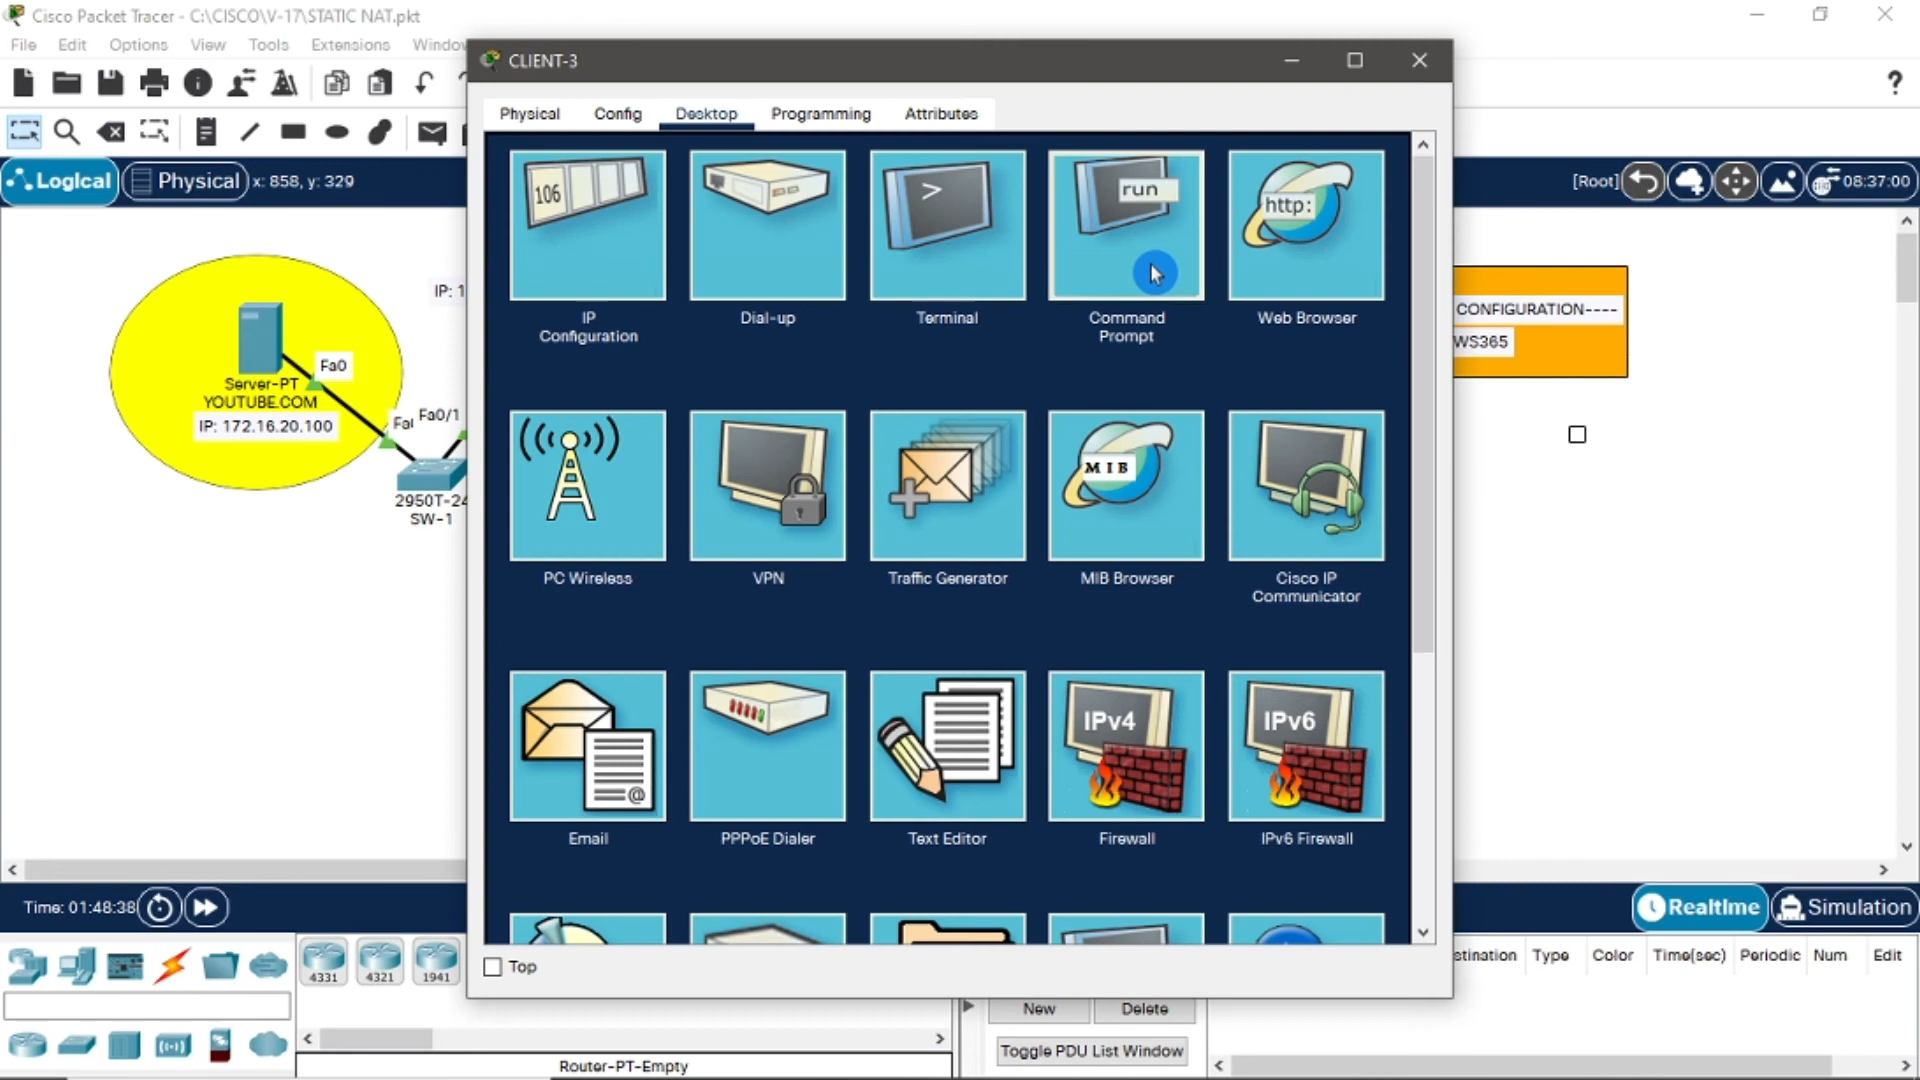 Cisco Packet Tracer - C:\CISCO\V-17\STATIC NAT.pkt
File Edit Options View Tools Extensions Window
CLIENT-3
?
Physical Config Desktop Programming Attributes
Logical Physical x: 858, y: 329
[Root] 08:37:00
106
>
run
http:
IP Configuration
Dial-up
Terminal
Command Prompt
Web Browser
IP: 1
Fa0
Server-PT
YOUTUBE.COM
IP: 172.16.20.100
Fa0/1
2950T-24
SW-1
CONFIGURATION----
WS365
MIB
PC Wireless
VPN
Traffic Generator
MIB Browser
Cisco IP Communicator
@
IPv4
IPv6
Email
PPPoE Dialer
Text Editor
Firewall
IPv6 Firewall
Time: 01:48:38
Realtime Simulation
Top
4331 4321 1941
Type Color Time(sec) Periodic Num Edit
New Delete
Toggle PDU List Window
Router-PT-Empty